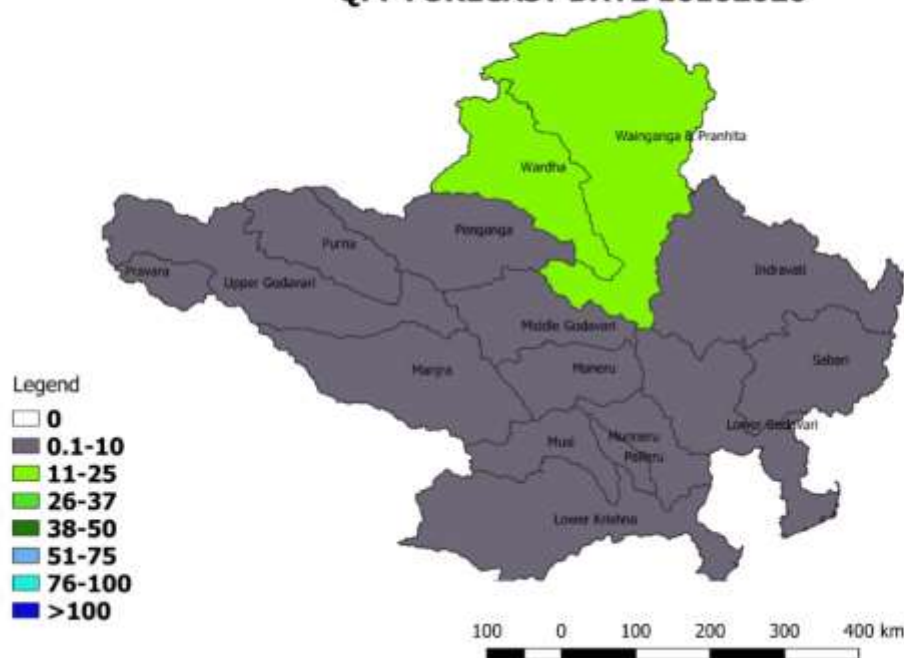 Wainganga & Pranhita
Wardha
Penganga
Purna
Indravati
Pravara
Upper Godavari
Middle Godavari
Sabari
Manjra
Maneru
Lower Godavari
Musi
Munneru
Palleru
Lower Krishna
Legend
0
0.1-10
11-25
26-37
38-50
51-75
76-100
>100
100 0 100 200 300 400 km